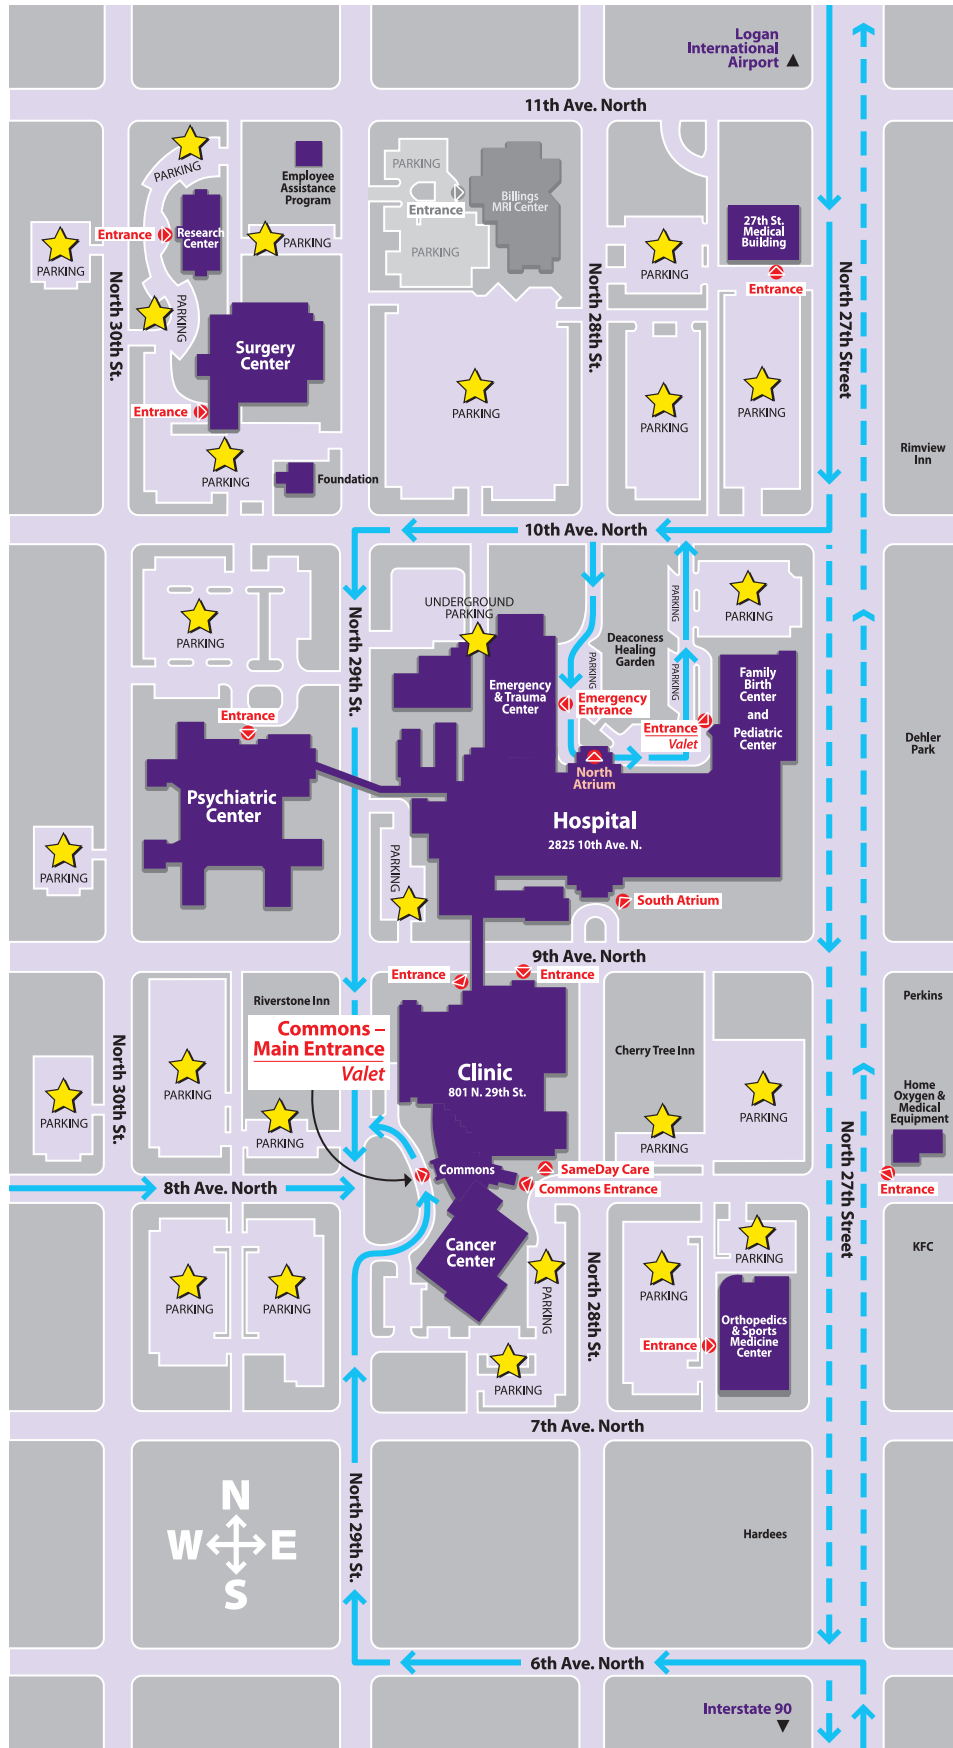 Logan
International
Airport
11th Ave. North
PARKING
Employee
Assistance
Program
PARKING
Billings
MRI Center
Entrance
Entrance
Research
Center
PARKING
PARKING
PARKING
PARKING
27th St.
Medical
Building
Entrance
North 30th St.
PARKING
Surgery
Center
Entrance
North 28th St.
North 27th Street
PARKING
PARKING
PARKING
PARKING
Foundation
Rimview
Inn
10th Ave. North
North 29th St.
UNDERGROUND
PARKING
PARKING
PARKING
PARKING
PARKING
PARKING
Deaconess
Healing
Garden
Emergency
& Trauma
Center
Emergency
Entrance
Entrance
Valet
Family
Birth
Center
and
Pediatric
Center
Entrance
North
Atrium
Dehler
Park
Psychiatric
Center
Hospital
2825 10th Ave. N.
PARKING
PARKING
South Atrium
9th Ave. North
Entrance
Entrance
Riverstone Inn
Perkins
Commons –
Main Entrance
Valet
North 30th St.
Clinic
801 N. 29th St.
Cherry Tree Inn
PARKING
PARKING
PARKING
PARKING
PARKING
Home
Oxygen &
Medical
Equipment
Entrance
North 27th Street
Commons
SameDay Care
Commons Entrance
8th Ave. North
Cancer
Center
North 28th St.
KFC
PARKING
PARKING
PARKING
PARKING
PARKING
PARKING
Entrance
Orthopedics
& Sports
Medicine
Center
7th Ave. North
North 29th St.
N
W E
S
Hardees
6th Ave. North
Interstate 90